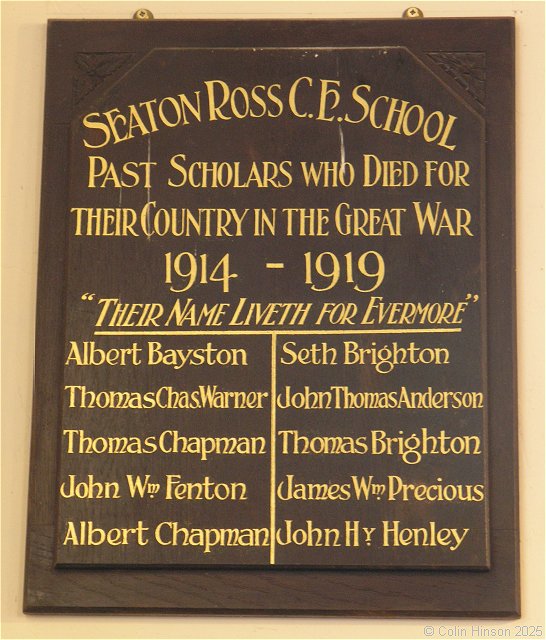 SEATON ROSS C.E. SCHOOL
PAST SCHOLARS WHO DIED FOR
THEIR COUNTRY IN THE GREAT WAR
1914 - 1919
"THEIR NAME LIVETH FOR EVERMORE"
Albert Bayston
Thomas Chas. Warner
Thomas Chapman
John Wm Fenton
Albert Chapman
Seth Brighton
John Thomas Anderson
Thomas Brighton
James Wm Precious
John Hy Henley
© Colin Hinson 2025